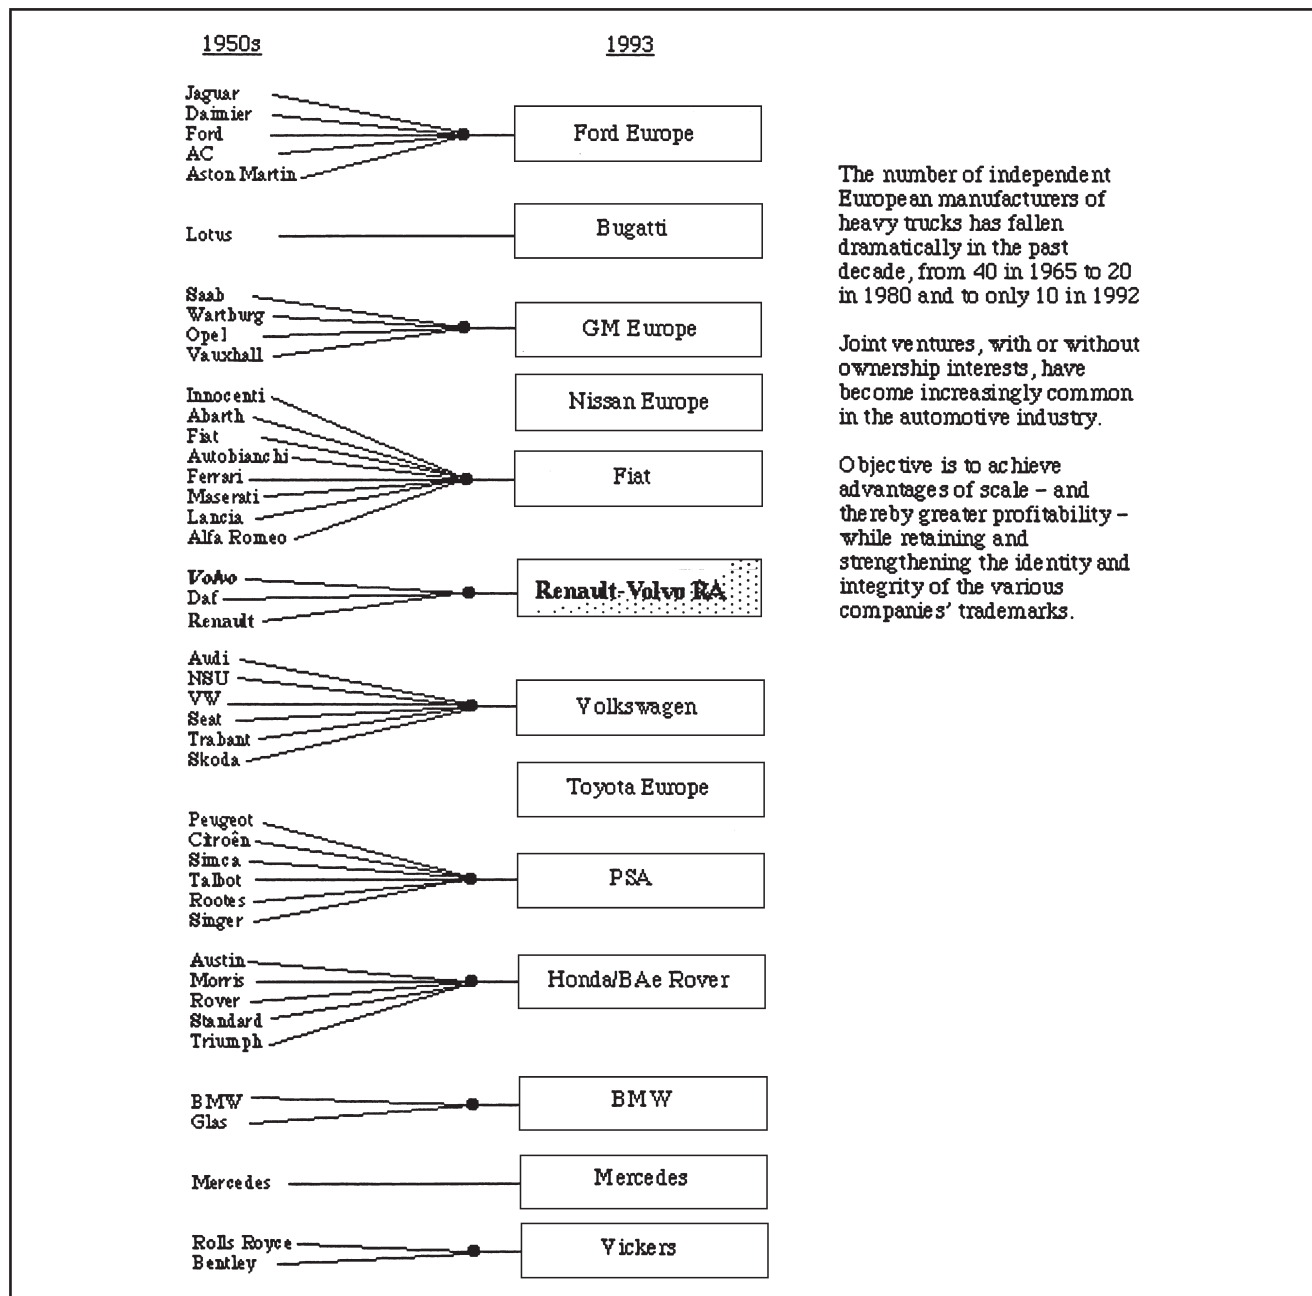 1950s 1993
Jaguar
Daimier
Ford
AC
Aston Martin
Ford Europe
Lotus
Bugatti
Saab
Wartburg
Opel
Vauxhall
GM Europe
Nissan Europe
Innocenti
Abarth
Fiat
Autobianchi
Ferrari
Maserati
Lancia
Alfa Romeo
Fiat
Volvo
Daf
Renault
Renault-Volvo RA
Audi
NSU
VW
Seat
Trabant
Skoda
Volkswagen
Toyota Europe
Peugeot
Citroën
Simca
Talbot
Rootes
Singer
PSA
Austin
Morris
Rover
Standard
Triumph
Honda/BAe Rover
BMW
Glas
BMW
Mercedes
Mercedes
Rolls Royce
Bentley
Vickers
The number of independent
European manufacturers of
heavy trucks has fallen
dramatically in the past
decade, from 40 in 1965 to 20
in 1980 and to only 10 in 1992
Joint ventures, with or without
ownership interests, have
become increasingly common
in the automotive industry.
Objective is to achieve
advantages of scale – and
thereby greater profitability –
while retaining and
strengthening the identity and
integrity of the various
companies' trademarks.